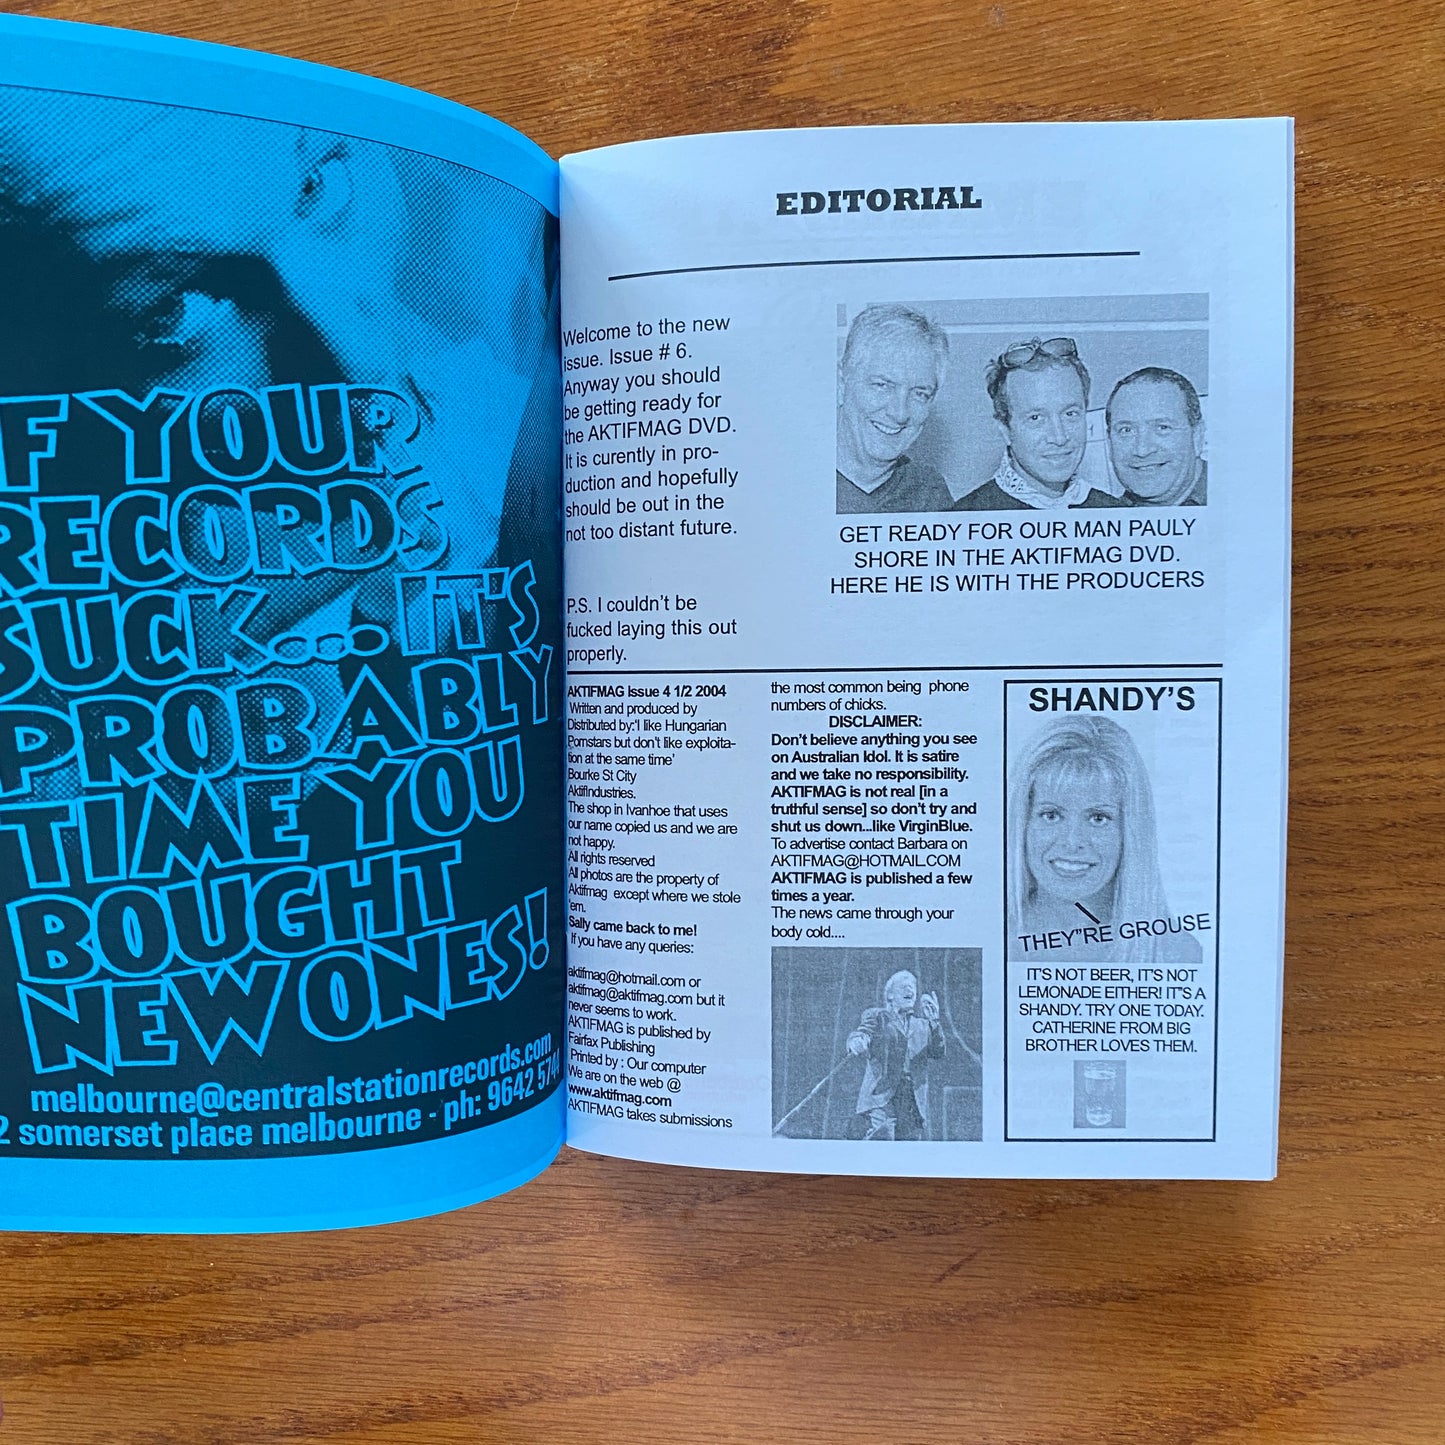 IF YOUR
RECORDS
SUCK... IT'S
PROBABLY
TIME YOU
BOUGHT
NEW ONES!
melbourne@centralstationrecords.com
2 somerset place melbourne - ph: 9642 574
EDITORIAL
Welcome to the new
issue. Issue # 6.
Anyway you should
be getting ready for
the AKTIFMAG DVD.
It is curently in pro-
duction and hopefully
should be out in the
not too distant future.
P.S. I couldn't be
fucked laying this out
properly.
GET READY FOR OUR MAN PAULY
SHORE IN THE AKTIFMAG DVD.
HERE HE IS WITH THE PRODUCERS
AKTIFMAG Issue 4 1/2 2004
Written and produced by
Distributed by:'I like Hungarian
Pornstars but don't like exploita-
tion at the same time'
Bourke St City
AktifIndustries.
The shop in Ivanhoe that uses
our name copied us and we are
not happy.
All rights reserved
All photos are the property of
Aktifmag except where we stole
'em.
Sally came back to me!
If you have any queries:
aktifmag@hotmail.com or
aktifmag@aktifmag.com but it
never seems to work.
AKTIFMAG is published by
Fairfax Publishing
Printed by : Our computer
We are on the web @
www.aktifmag.com
AKTIFMAG takes submissions
the most common being phone
numbers of chicks.
DISCLAIMER:
Don't believe anything you see
on Australian Idol. It is satire
and we take no responsibility.
AKTIFMAG is not real [in a
truthful sense] so don't try and
shut us down...like VirginBlue.
To advertise contact Barbara on
AKTIFMAG@HOTMAIL.COM
AKTIFMAG is published a few
times a year.
The news came through your
body cold....
SHANDY'S
THEY"RE GROUSE
IT'S NOT BEER, IT'S NOT
LEMONADE EITHER! IT"S A
SHANDY. TRY ONE TODAY.
CATHERINE FROM BIG
BROTHER LOVES THEM.